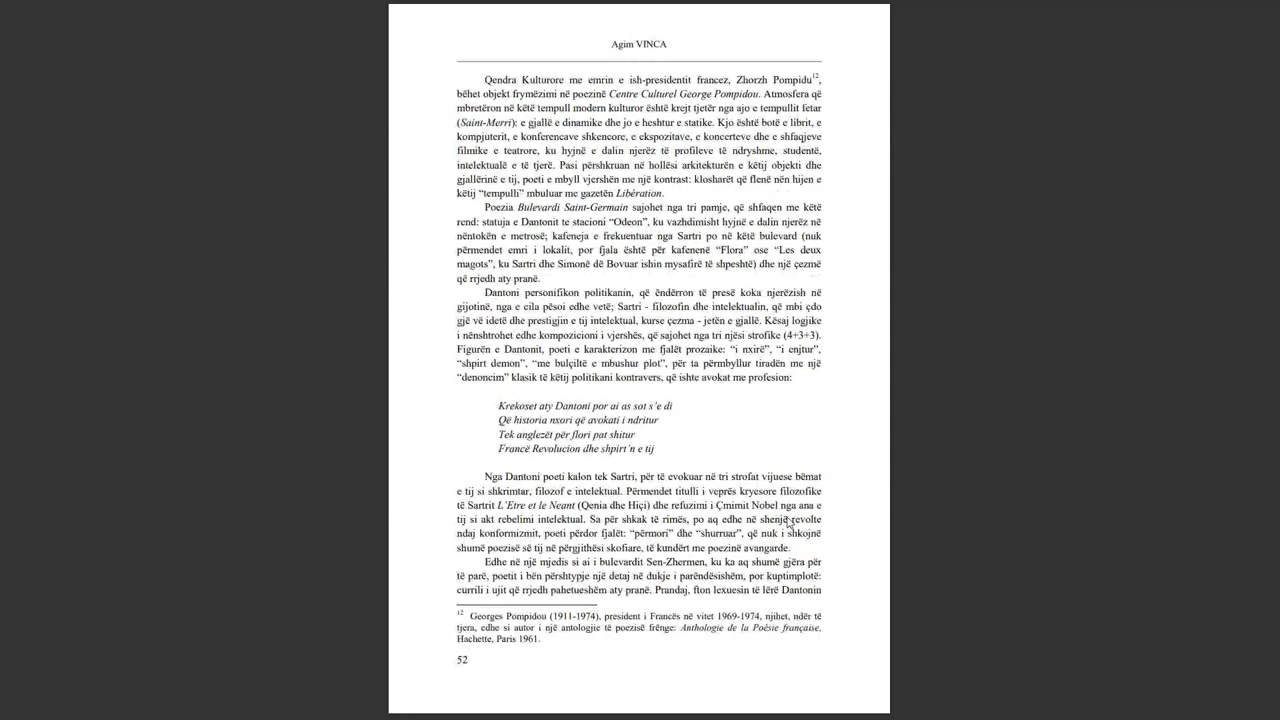 Agim VINCA
Qendra Kulturore me emrin e ish-presidentit francez, Zhorzh Pompidu12,
bëhet objekt frymëzimi në poezinë Centre Culturel George Pompidou. Atmosfera që
mbretëron në këtë tempull modern kulturor është krejt tjetër nga ajo e tempullit fetar
(Saint-Merri): e gjallë e dinamike dhe jo e heshtur e statike. Kjo është botë e librit, e
kompjuterit, e konferencave shkencore, e ekspozitave, e koncerteve dhe e shfaqjeve
filmike e teatrore, ku hyjnë e dalin njerëz të profileve të ndryshme, studentë,
intelektualë e të tjerë. Pasi përshkruan në hollësi arkitekturën e këtij objekti dhe
gjallërinë e tij, poeti e mbyll vjershën me një kontrast: klosharët që flenë nën hijen e
këtij “tempulli” mbuluar me gazetën Libération.
Poezia Bulevardi Saint-Germain sajohet nga tri pamje, që shfaqen me këtë
rend: statuja e Dantonit te stacioni “Odeon”, ku vazhdimisht hyjnë e dalin njerëz në
nëntokën e metrosë; kafeneja e frekuentuar nga Sartri po në këtë bulevard (nuk
përmendet emri i lokalit, por fjala është për kafenenë “Flora” ose “Les deux
magots”, ku Sartri dhe Simonë dë Bovuar ishin mysafirë të shpeshtë) dhe një çezmë
që rrjedh aty pranë.
Dantoni personifikon politikanin, që ëndërron të presë koka njerëzish në
gijotinë, nga e cila pësoi edhe vetë; Sartri - filozofin dhe intelektualin, që mbi çdo
gjë vë idetë dhe prestigjin e tij intelektual, kurse çezma - jetën e gjallë. Kësaj logjike
i nënshtrohet edhe kompozicioni i vjershës, që sajohet nga tri njësi strofike (4+3+3).
Figurën e Dantonit, poeti e karakterizon me fjalët prozaike: “i nxirë”, “i enjtur”,
“shpirt demon”, “me bulçiltë e mbushur plot”, për ta përmbyllur tiradën me një
“denoncim” klasik të këtij politikani kontravers, që ishte avokat me profesion:
Krekoset aty Dantoni por ai as sot s’e di
Që historia nxori që avokati i ndritur
Tek anglezët për flori pat shitur
Francë Revolucion dhe shpirt’n e tij
Nga Dantoni poeti kalon tek Sartri, për të evokuar në tri strofat vijuese bëmat
e tij si shkrimtar, filozof e intelektual. Përmendet titulli i veprës kryesore filozofike
të Sartrit L’Etre et le Neant (Qenia dhe Hiçi) dhe refuzimi i Çmimit Nobel nga ana e
tij si akt rebelimi intelektual. Sa për shkak të rimës, po aq edhe në shenjë revolte
ndaj konformizmit, poeti përdor fjalët: “përmori” dhe “shurruar”, që nuk i shkojnë
shumë poezisë së tij në përgjithësi skofiare, të kundërt me poezinë avangarde.
Edhe në një mjedis si ai i bulevardit Sen-Zhermen, ku ka aq shumë gjëra për
të parë, poetit i bën përshtypje një detaj në dukje i parëndësishëm, por kuptimplotë:
currili i ujit që rrjedh pahetueshëm aty pranë. Prandaj, fton lexuesin të lërë Dantonin
12 Georges Pompidou (1911-1974), president i Francës në vitet 1969-1974, njihet, ndër të
tjera, edhe si autor i një antologjie të poezisë frënge: Anthologie de la Poësie française,
Hachette, Paris 1961.
52